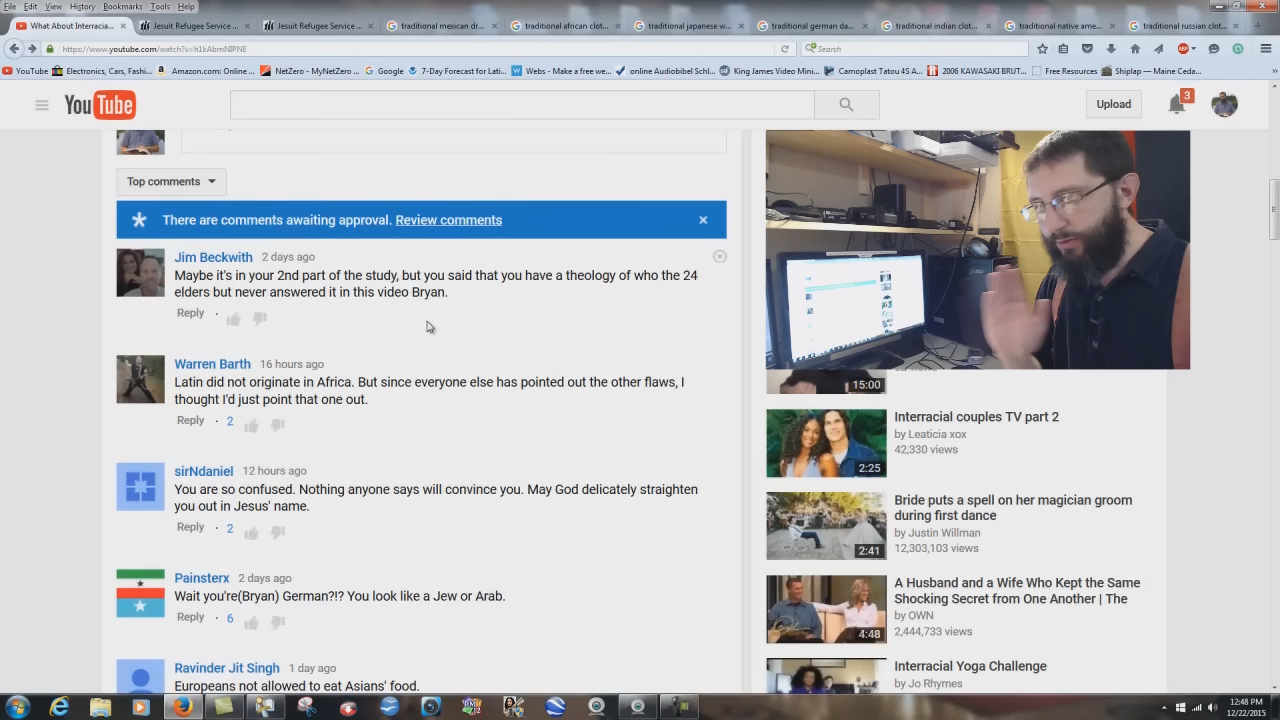 File Edit View History Bookmarks Tools Help
What About Interracia...
Jesuit Refugee Service ...
Jesuit Refugee Service ...
traditional mexican dr...
traditional african clot...
traditional japanese w...
traditional german da...
traditional indian clot...
traditional native ame...
traditional russian clot...
Search
YouTube
Electronics, Cars, Fashi...
Amazon.com: Online ...
NetZero - MyNetZero ...
Google
7-Day Forecast for Lati...
Webs - Make a free we...
online Audiobibel Schl...
King James Video Mini...
Camoplast Tatou 4S A...
2006 KAWASAKI BRUT...
Free Resources
Shiplap — Maine Ceda...
YouTube
Upload
3
Top comments
There are comments awaiting approval. Review comments
Jim Beckwith 2 days ago
Maybe it's in your 2nd part of the study, but you said that you have a theology of who the 24
elders but never answered it in this video Bryan.
Reply ·
Warren Barth 16 hours ago
Latin did not originate in Africa. But since everyone else has pointed out the other flaws, I
thought I'd just point that one out.
Reply · 2
sirNdaniel 12 hours ago
You are so confused. Nothing anyone says will convince you. May God delicately straighten
you out in Jesus' name.
Reply · 2
Painsterx 2 days ago
Wait you're(Bryan) German?!? You look like a Jew or Arab.
Reply · 6
Ravinder Jit Singh 1 day ago
Europeans not allowed to eat Asians' food.
15:00
Interracial couples TV part 2
by Leaticia xox
42,330 views
2:25
Bride puts a spell on her magician groom
during first dance
by Justin Willman
12,303,103 views
2:41
A Husband and a Wife Who Kept the Same
Shocking Secret from One Another | The
by OWN
2,444,733 views
4:48
Interracial Yoga Challenge
by Jo Rhymes
12:48 PM
12/22/2015